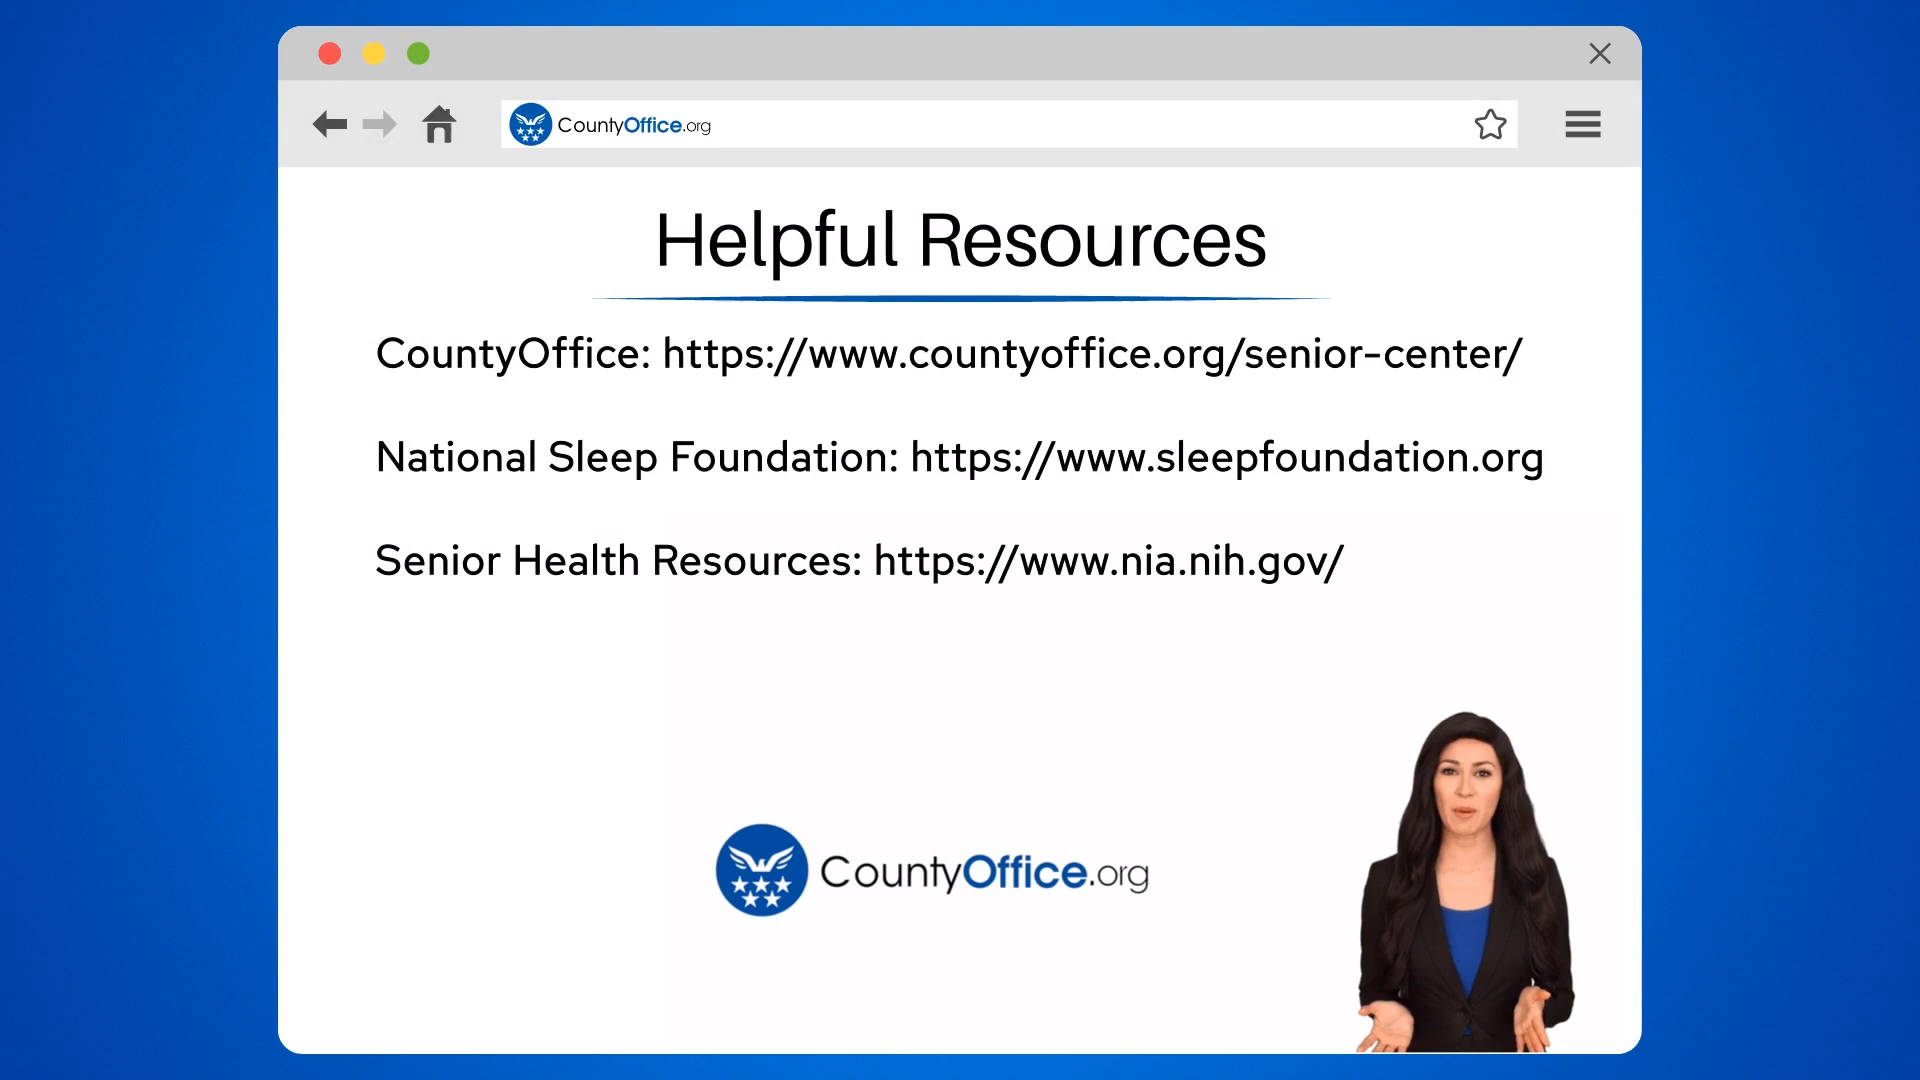 CountyOffice.org
Helpful Resources
CountyOffice: https://www.countyoffice.org/senior-center/
National Sleep Foundation: https://www.sleepfoundation.org
Senior Health Resources: https://www.nia.nih.gov/
CountyOffice.org